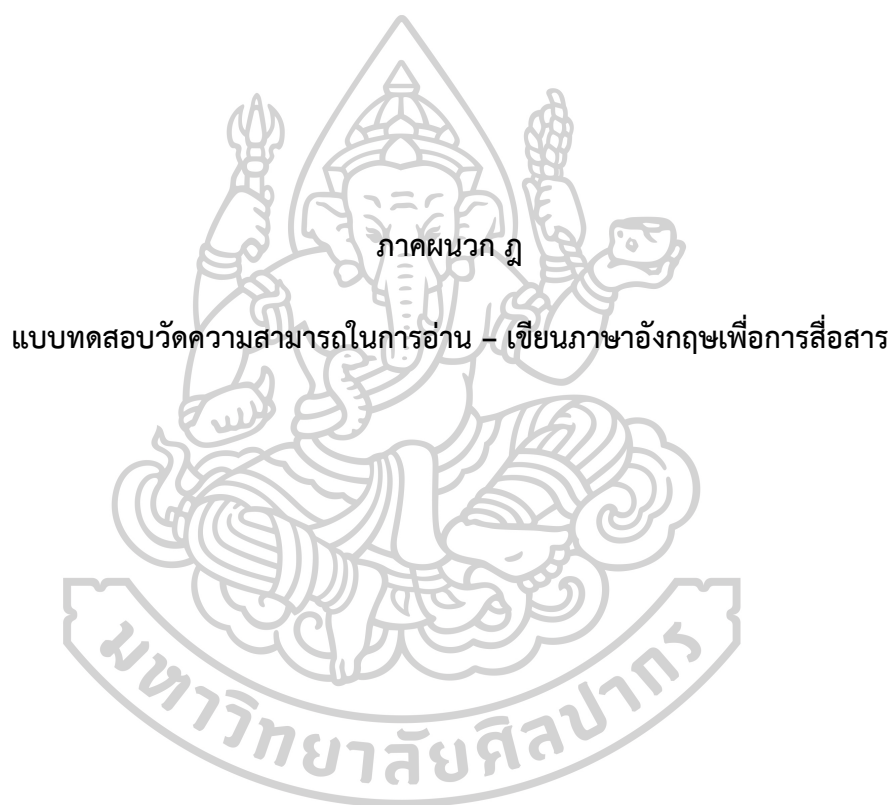 ภาคผนวก ฎ
แบบทดสอบวัดความสามารถในการอ่าน – เขียนภาษาอังกฤษเพื่อการสื่อสาร
มหาวิทยาลัยศิลปากร